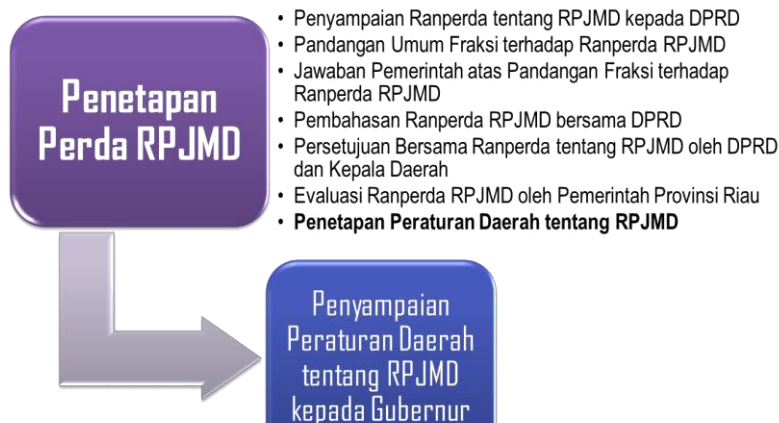 Penetapan
Perda RPJMD
• Penyampaian Ranperda tentang RPJMD kepada DPRD
• Pandangan Umum Fraksi terhadap Ranperda RPJMD
• Jawaban Pemerintah atas Pandangan Fraksi terhadap
Ranperda RPJMD
• Pembahasan Ranperda RPJMD bersama DPRD
• Persetujuan Bersama Ranperda tentang RPJMD oleh DPRD
dan Kepala Daerah
• Evaluasi Ranperda RPJMD oleh Pemerintah Provinsi Riau
• Penetapan Peraturan Daerah tentang RPJMD
Penyampaian
Peraturan Daerah
tentang RPJMD
kepada Gubernur